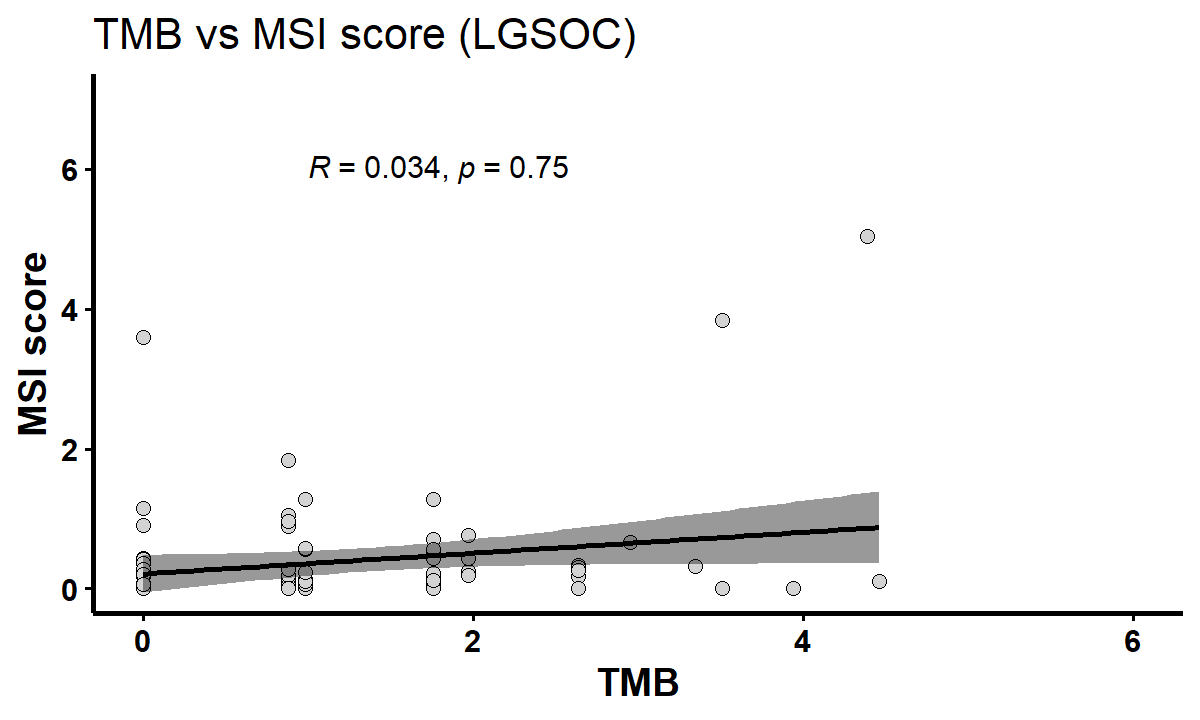 TMB vs MSI score (LGSOC)
R = 0.034, p = 0.75
6
4
2
0
MSI score
0 2 4 6
TMB